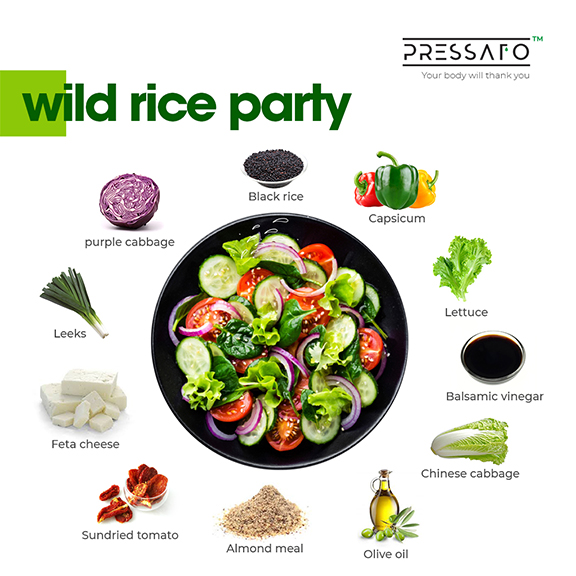 PRESSATO™
Your body will thank you
wild rice party
Black rice
Capsicum
purple cabbage
Lettuce
Leeks
Balsamic vinegar
Feta cheese
Chinese cabbage
Sundried tomato
Almond meal
Olive oil